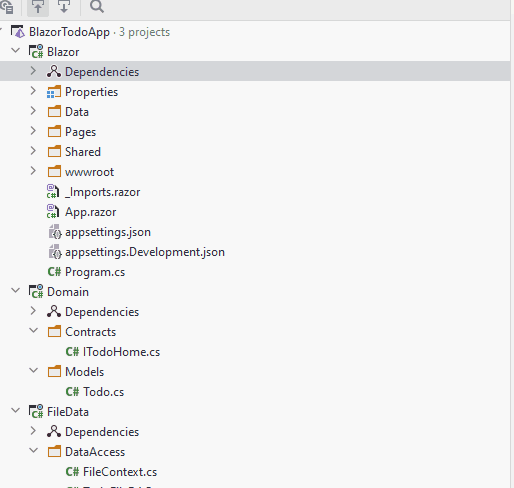 BlazorTodoApp · 3 projects
Blazor
Dependencies
Properties
Data
Pages
Shared
wwwroot
_Imports.razor
App.razor
appsettings.json
appsettings.Development.json
C# Program.cs
Domain
Dependencies
Contracts
C# ITodoHome.cs
Models
C# Todo.cs
FileData
Dependencies
DataAccess
C# FileContext.cs